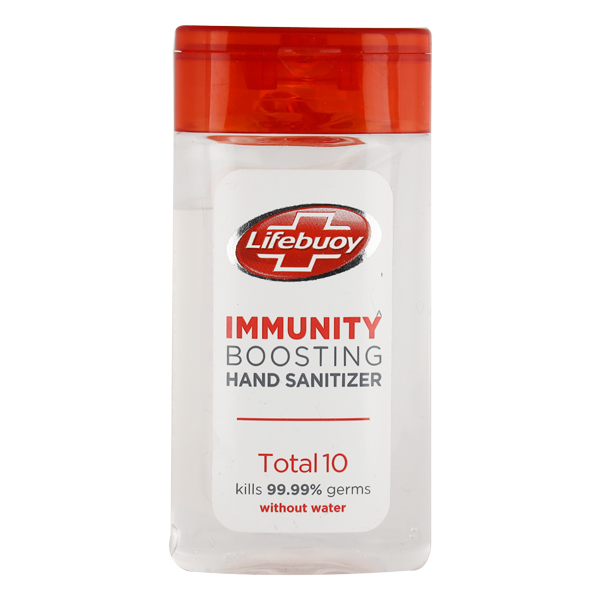 Lifebuoy
IMMUNITY^
BOOSTING
HAND SANITIZER
Total 10
kills 99.99% germs
without water